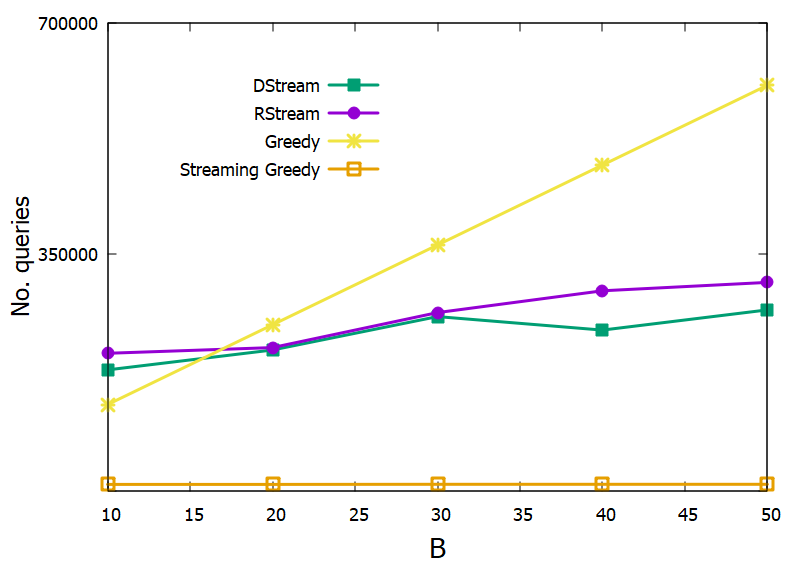 700000
DStream
RStream
Greedy
Streaming Greedy
350000
No. queries
10 15 20 25 30 35 40 45 50
B